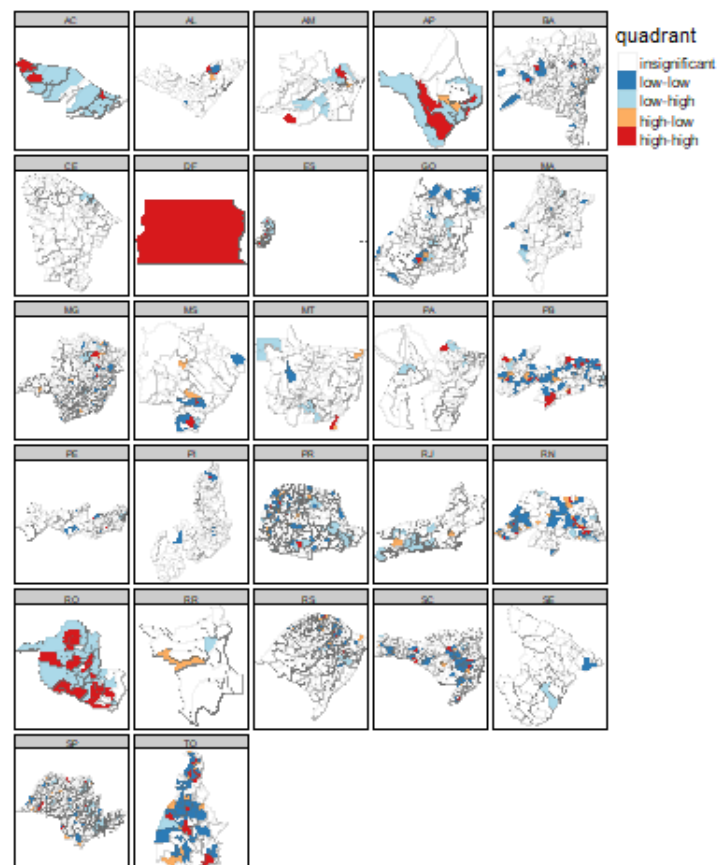 AC AL AM AP BA
quadrant
insignificant
low-low
low-high
high-low
high-high
CE DF ES GO MA
MG MS MT PA PB
PE PI PR RJ RN
RO RR RS SC SE
SP TO